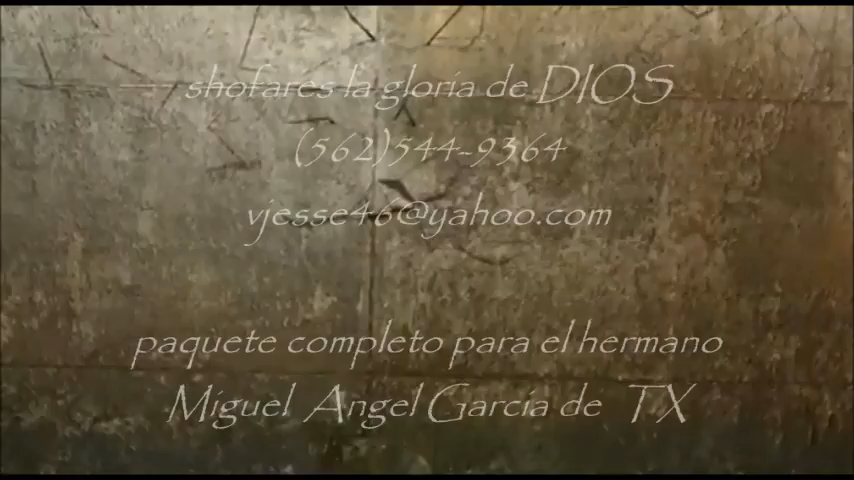 shofares la gloria de DIOS
(562)544-9364
vjesse46@yahoo.com
paquete completo para el hermano
Miguel Angel Garcia de TX